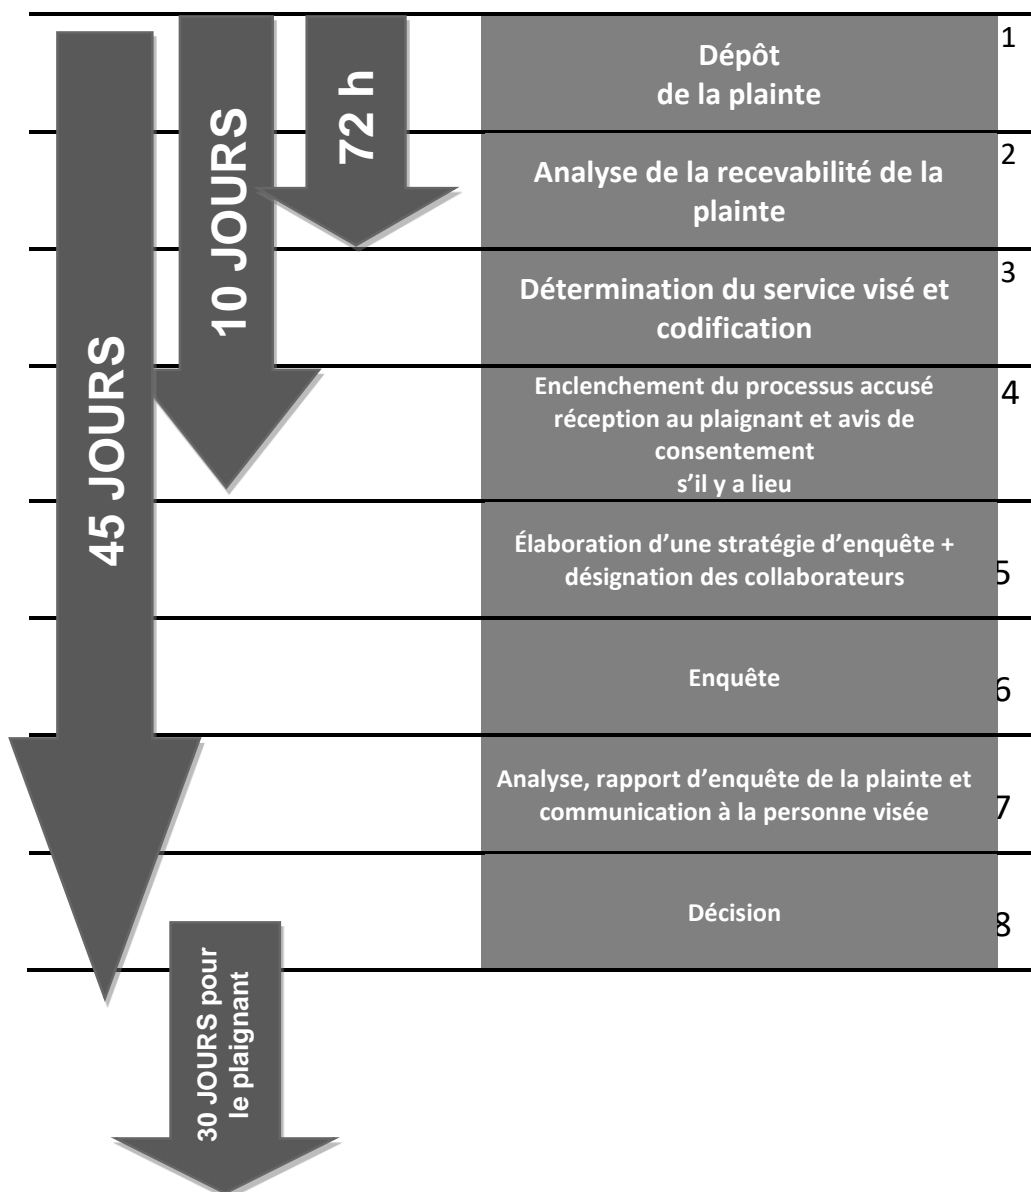 45 JOURS
10 JOURS
72 h
Dépôt
de la plainte
1
Analyse de la recevabilité de la
plainte
2
Détermination du service visé et
codification
3
Enclenchement du processus accusé
réception au plaignant et avis de
consentement
s’il y a lieu
4
Élaboration d’une stratégie d’enquête +
désignation des collaborateurs
5
Enquête
6
Analyse, rapport d’enquête de la plainte et
communication à la personne visée
7
Décision
8
30 JOURS pour
le plaignant